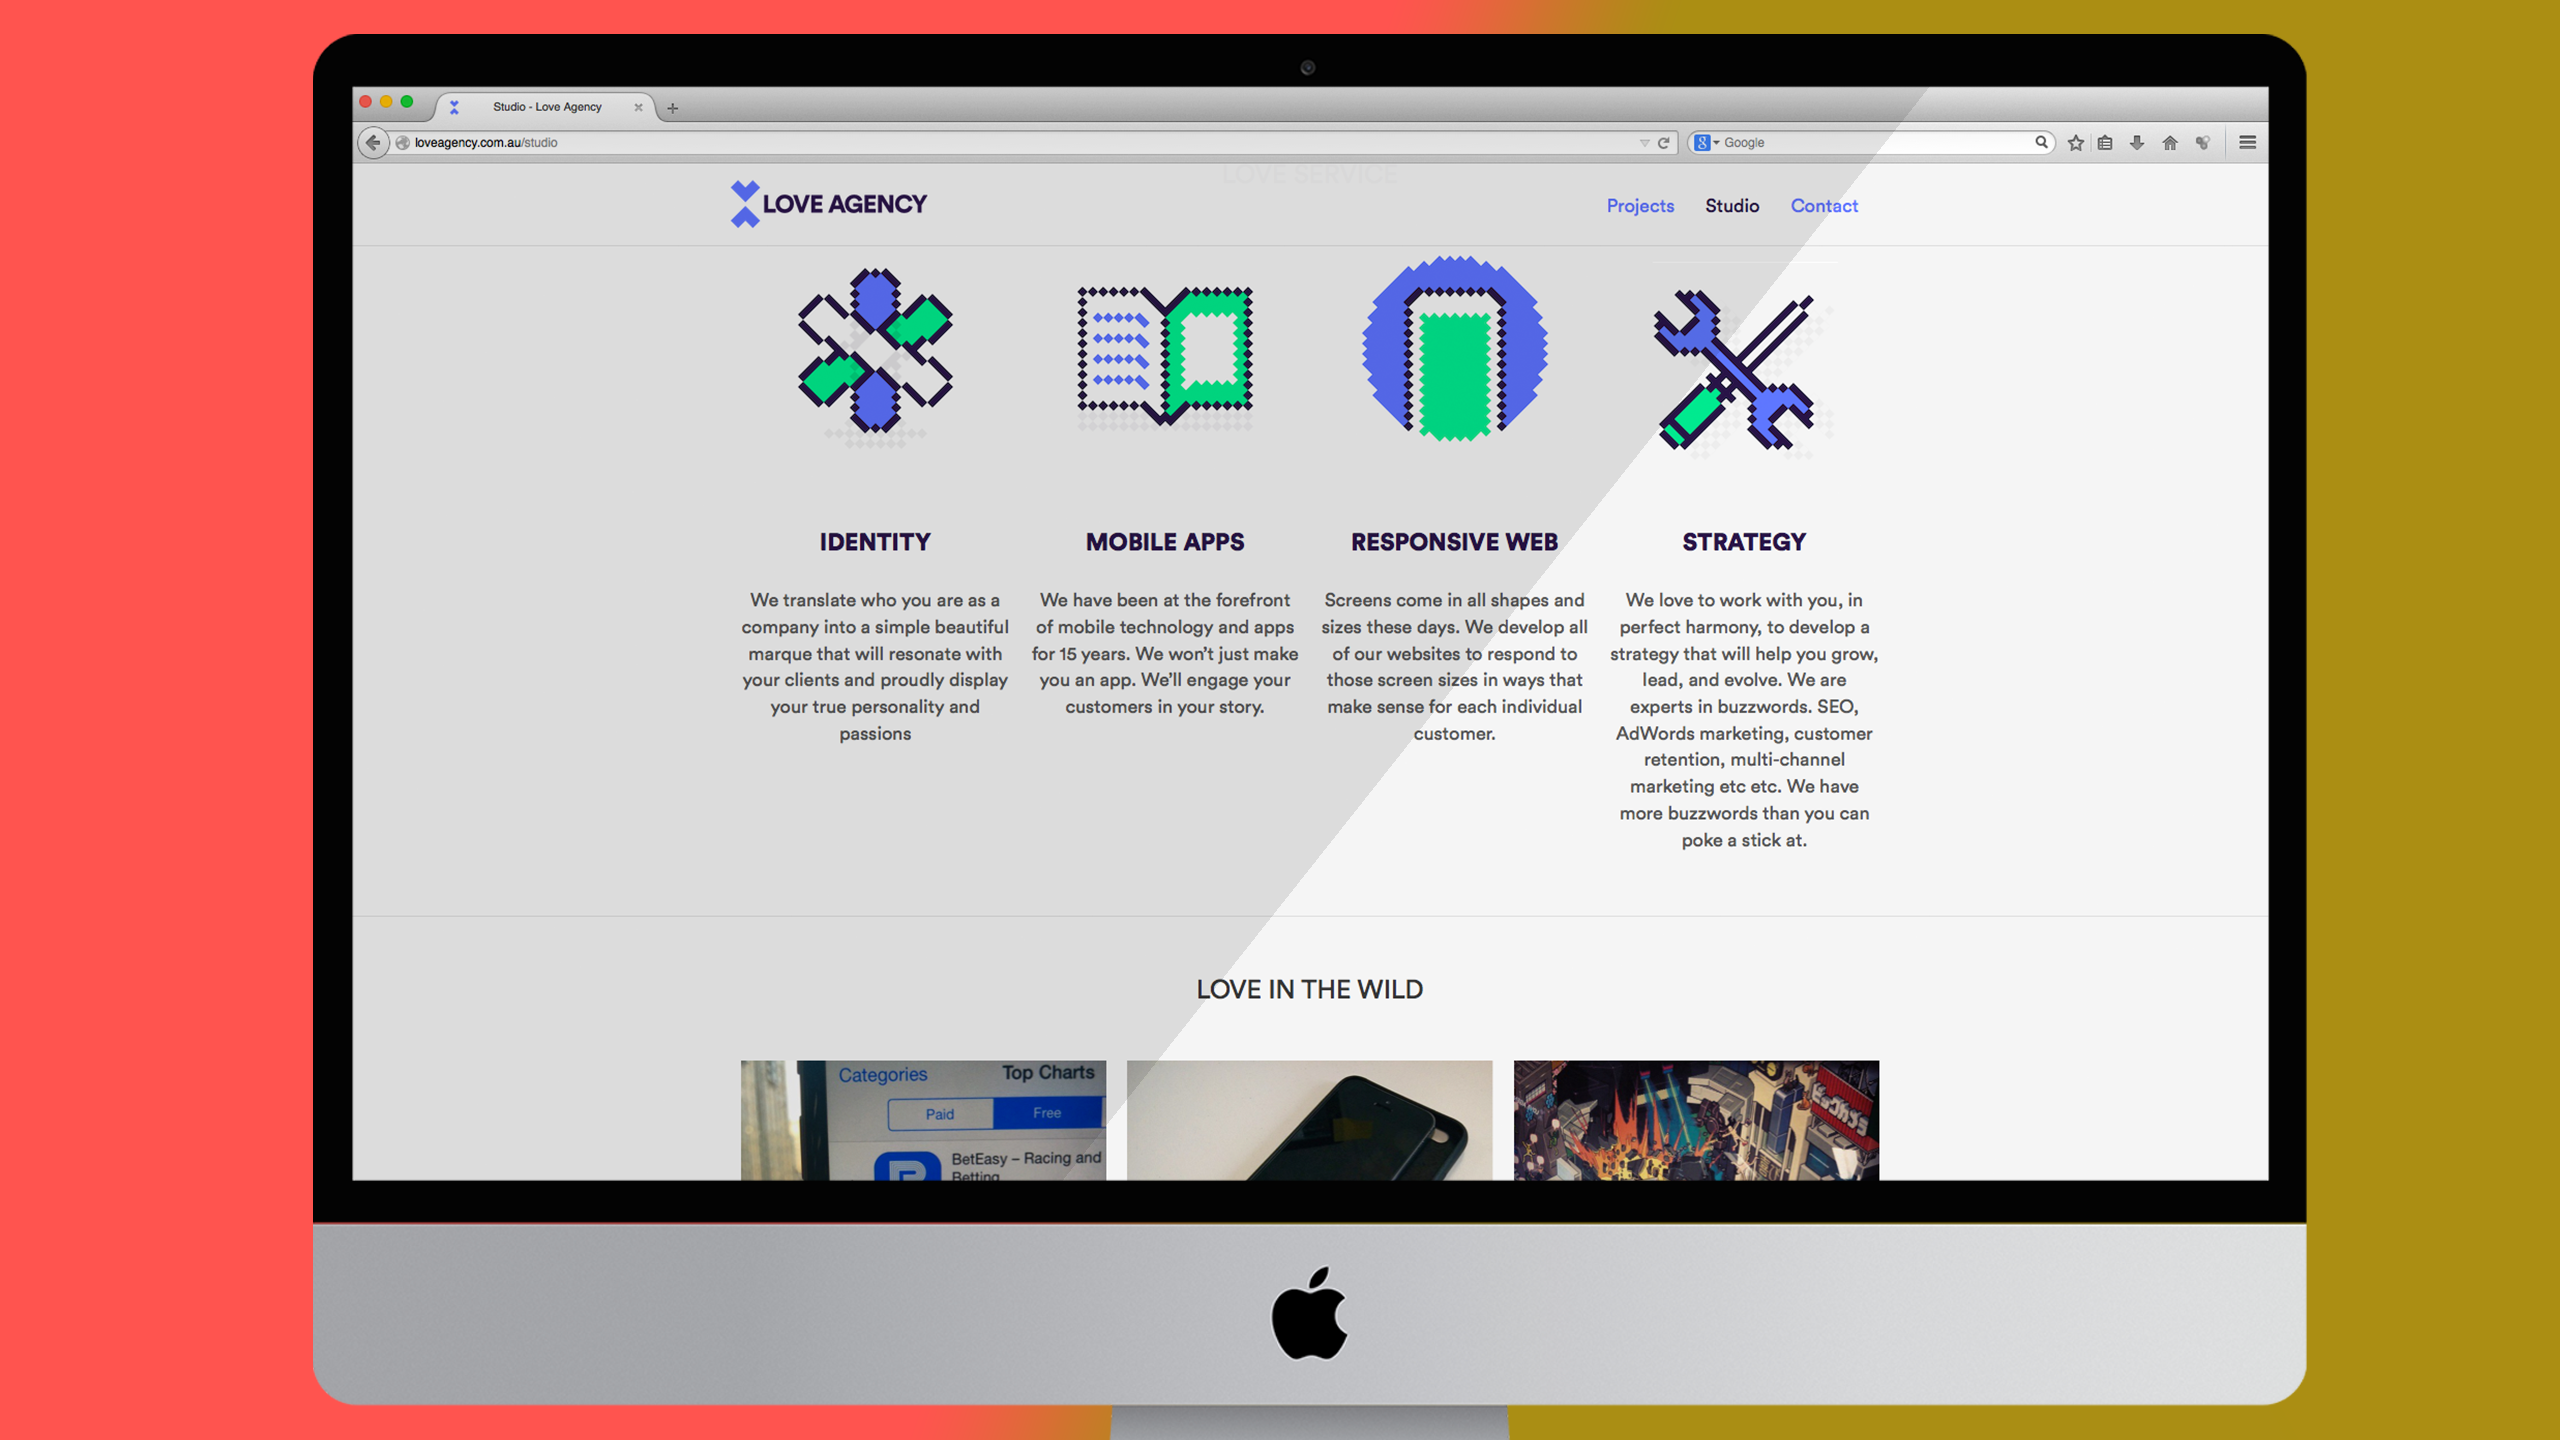 Studio - Love Agency
loveagency.com.au/studio
Google
LOVE SERVICE
LOVE AGENCY
Projects
Studio
Contact
IDENTITY
We translate who you are as a
company into a simple beautiful
marque that will resonate with
your clients and proudly display
your true personality and
passions
MOBILE APPS
We have been at the forefront
of mobile technology and apps
for 15 years. We won’t just make
you an app. We’ll engage your
customers in your story.
RESPONSIVE WEB
Screens come in all shapes and
sizes these days. We develop all
of our websites to respond to
those screen sizes in ways that
make sense for each individual
customer.
STRATEGY
We love to work with you, in
perfect harmony, to develop a
strategy that will help you grow,
lead, and evolve. We are
experts in buzzwords. SEO,
AdWords marketing, customer
retention, multi-channel
marketing etc etc. We have
more buzzwords than you can
poke a stick at.
LOVE IN THE WILD
Categories
Top Charts
Paid
Free
BetEasy – Racing and
Betting